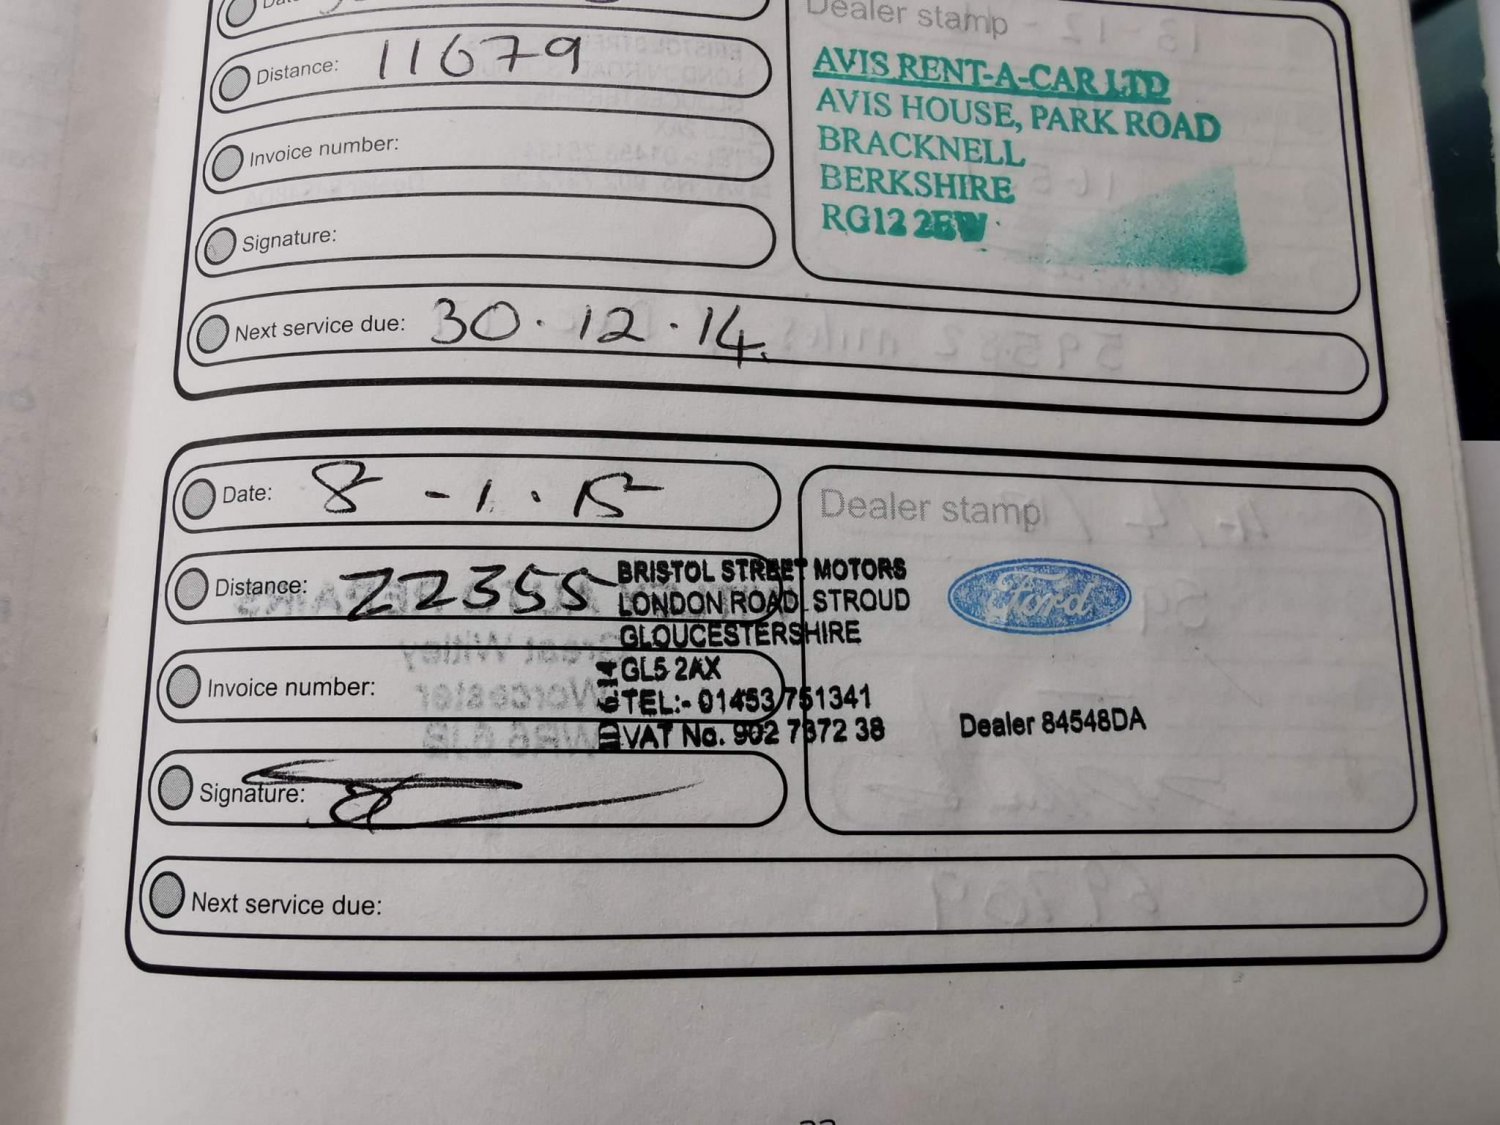 Dealer stamp
Distance: 11679
AVIS RENT-A-CAR LTD
AVIS HOUSE, PARK ROAD
BRACKNELL
BERKSHIRE
RG12 2EW
Invoice number:
Signature:
Next service due: 30.12.14.
Date: 8-1.15
Dealer stamp
Distance: 22355
BRISTOL STREET MOTORS
LONDON ROAD, STROUD
GLOUCESTERSHIRE
GL5 2AX
TEL:- 01453 751341
VAT No. 902 7372 38
Ford
Dealer 84548DA
Invoice number:
Signature:
Next service due: